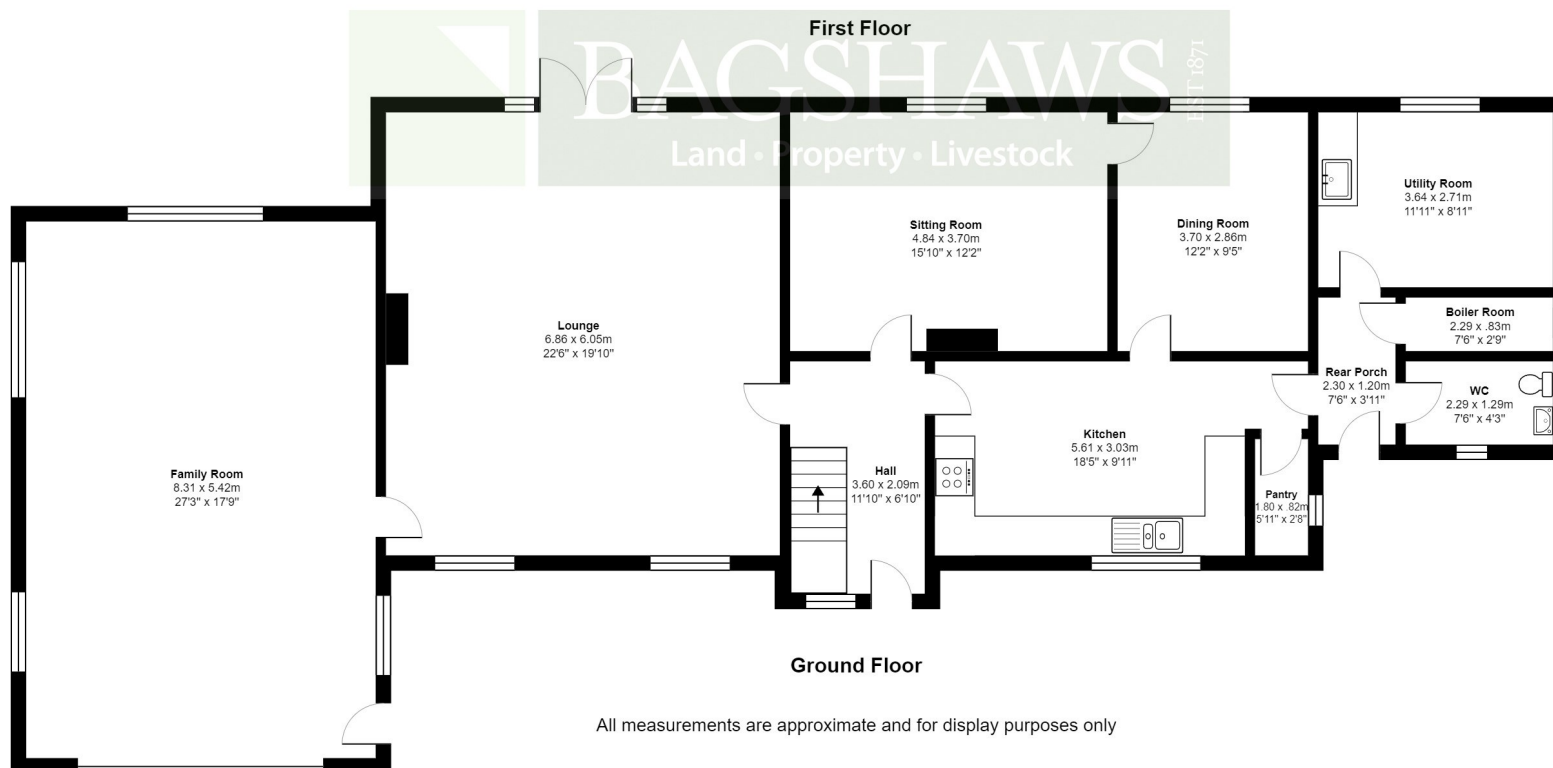 First Floor
BAGSHAWS
EST 1871
Land · Property · Livestock
Utility Room
3.64 x 2.71m
11'11" x 8'11"
Sitting Room
4.84 x 3.70m
15'10" x 12'2"
Dining Room
3.70 x 2.86m
12'2" x 9'5"
Lounge
6.86 x 6.05m
22'6" x 19'10"
Boiler Room
2.29 x .83m
7'6" x 2'9"
Rear Porch
2.30 x 1.20m
7'6" x 3'11"
WC
2.29 x 1.29m
7'6" x 4'3"
Kitchen
5.61 x 3.03m
18'5" x 9'11"
Family Room
8.31 x 5.42m
27'3" x 17'9"
Hall
3.60 x 2.09m
11'10" x 6'10"
Pantry
1.80 x .82m
5'11" x 2'8"
Ground Floor
All measurements are approximate and for display purposes only